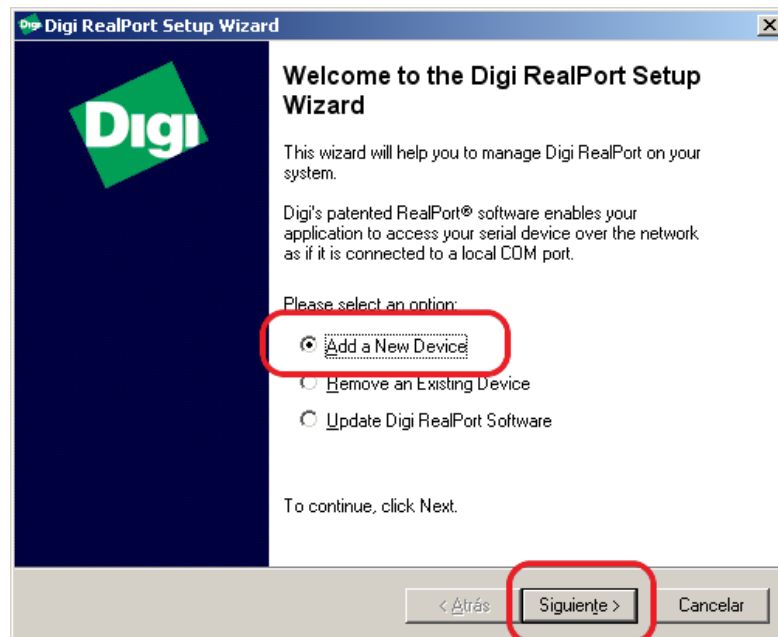 Digi RealPort Setup Wizard
Digi
Welcome to the Digi RealPort Setup
Wizard
This wizard will help you to manage Digi RealPort on your
system.
Digi's patented RealPort® software enables your
application to access your serial device over the network
as if it is connected to a local COM port.
Please select an option:
Add a New Device
Remove an Existing Device
Update Digi RealPort Software
To continue, click Next.
< Atrás
Siguiente >
Cancelar